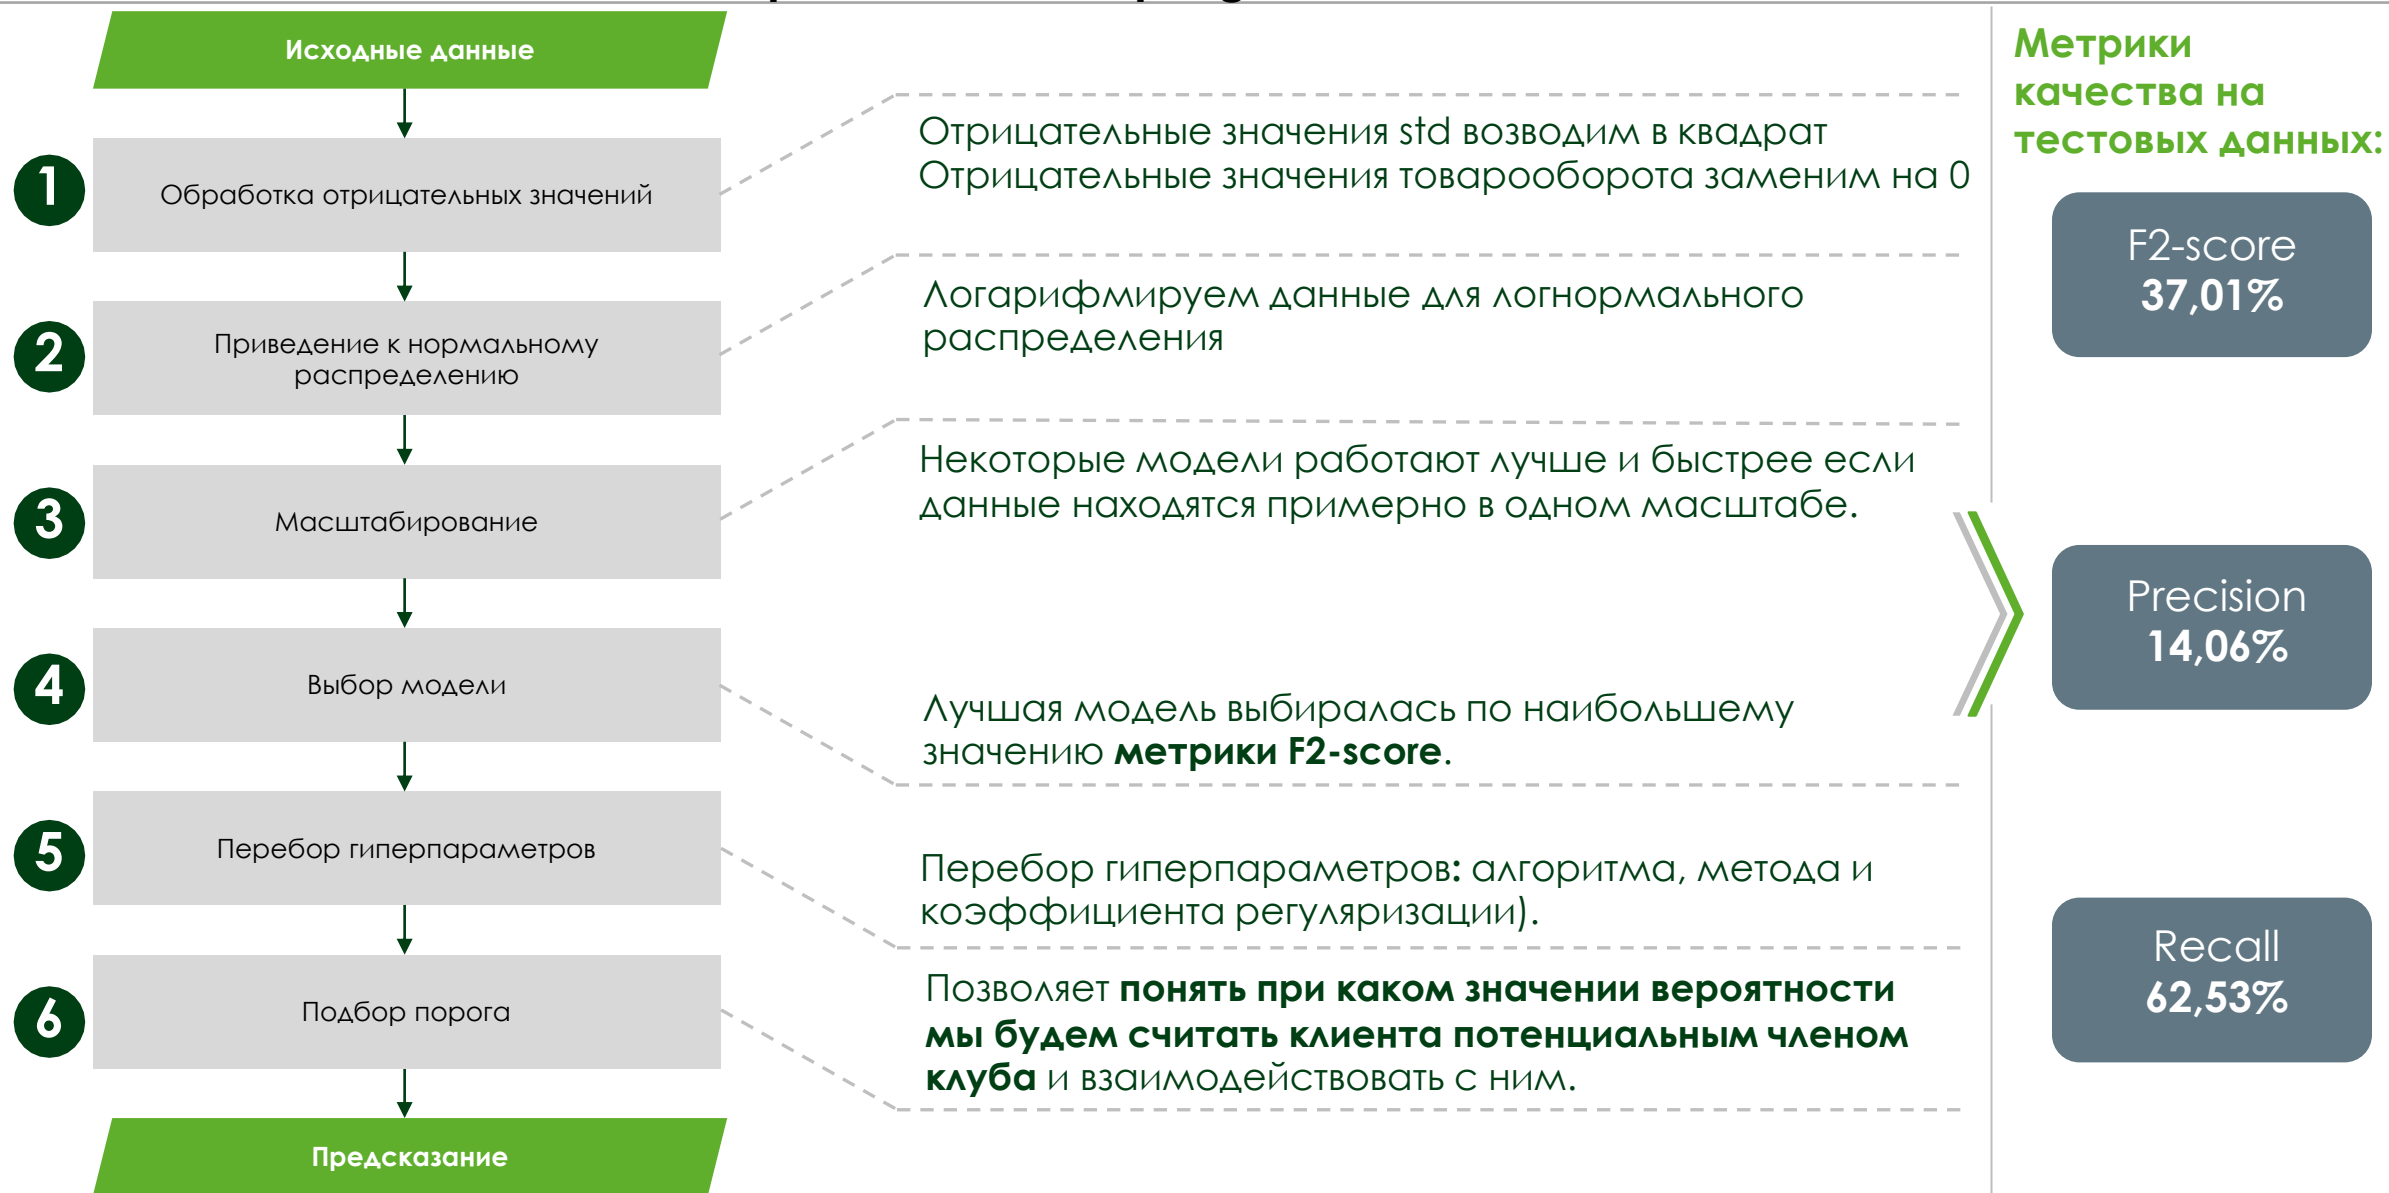 Исходные данные
1
Обработка отрицательных значений
Отрицательные значения std возводим в квадрат
Отрицательные значения товарооборота заменим на 0
2
Приведение к нормальному
распределению
Логарифмируем данные для логнормального
распределения
3
Масштабирование
Некоторые модели работают лучше и быстрее если
данные находятся примерно в одном масштабе.
4
Выбор модели
Лучшая модель выбиралась по наибольшему
значению метрики F2-score.
5
Перебор гиперпараметров
Перебор гиперпараметров: алгоритма, метода и
коэффициента регуляризации).
6
Подбор порога
Позволяет понять при каком значении вероятности
мы будем считать клиента потенциальным членом
клуба и взаимодействовать с ним.
Предсказание
Метрики
качества на
тестовых данных:
F2-score
37,01%
Precision
14,06%
Recall
62,53%